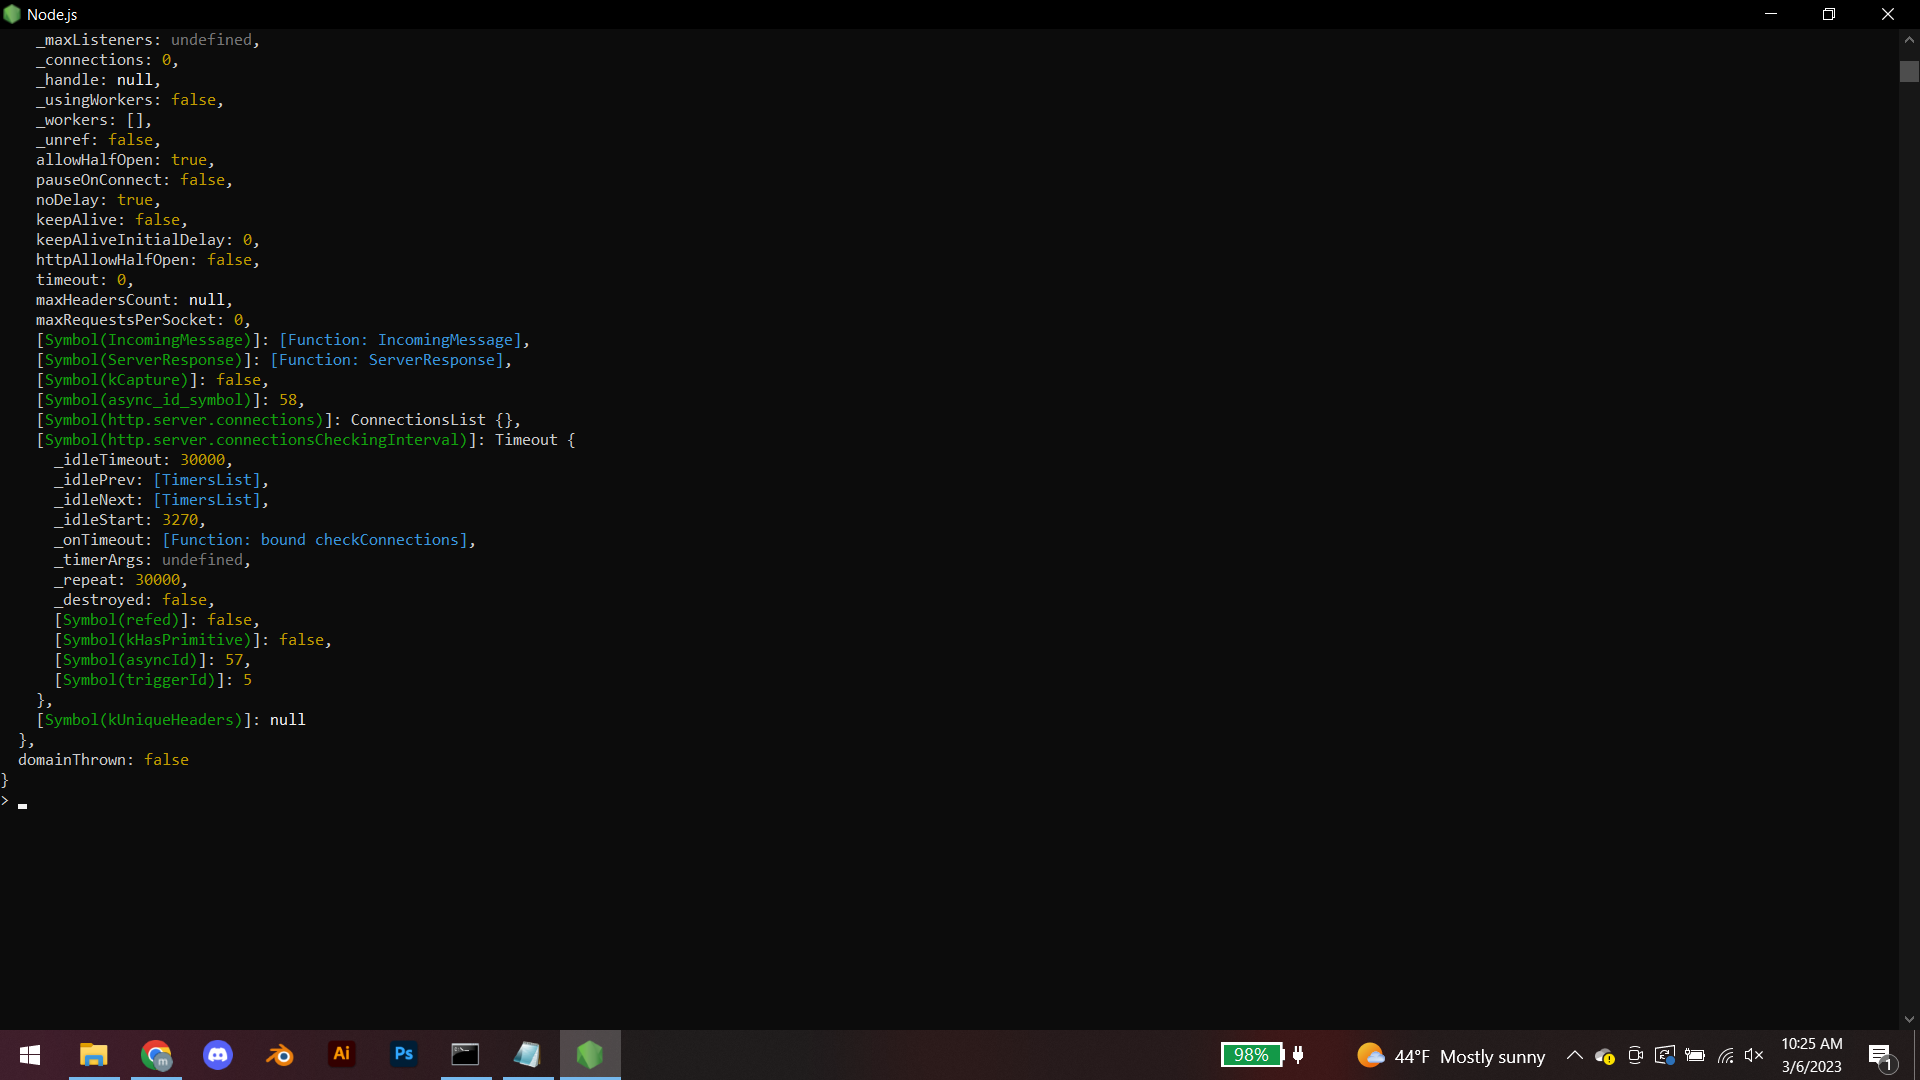 Node.js
_maxListeners: undefined,
_connections: 0,
_handle: null,
_usingWorkers: false,
_workers: [],
_unref: false,
allowHalfOpen: true,
pauseOnConnect: false,
noDelay: true,
keepAlive: false,
keepAliveInitialDelay: 0,
httpAllowHalfOpen: false,
timeout: 0,
maxHeadersCount: null,
maxRequestsPerSocket: 0,
[Symbol(IncomingMessage)]: [Function: IncomingMessage],
[Symbol(ServerResponse)]: [Function: ServerResponse],
[Symbol(kCapture)]: false,
[Symbol(async_id_symbol)]: 58,
[Symbol(http.server.connections)]: ConnectionsList {},
[Symbol(http.server.connectionsCheckingInterval)]: Timeout {
_idleTimeout: 30000,
_idlePrev: [TimersList],
_idleNext: [TimersList],
_idleStart: 3270,
_onTimeout: [Function: bound checkConnections],
_timerArgs: undefined,
_repeat: 30000,
_destroyed: false,
[Symbol(refed)]: false,
[Symbol(kHasPrimitive)]: false,
[Symbol(asyncId)]: 57,
[Symbol(triggerId)]: 5
},
[Symbol(kUniqueHeaders)]: null
},
domainThrown: false
}
>
m
Ai
Ps
98%
44°F Mostly sunny
10:25 AM
3/6/2023
1